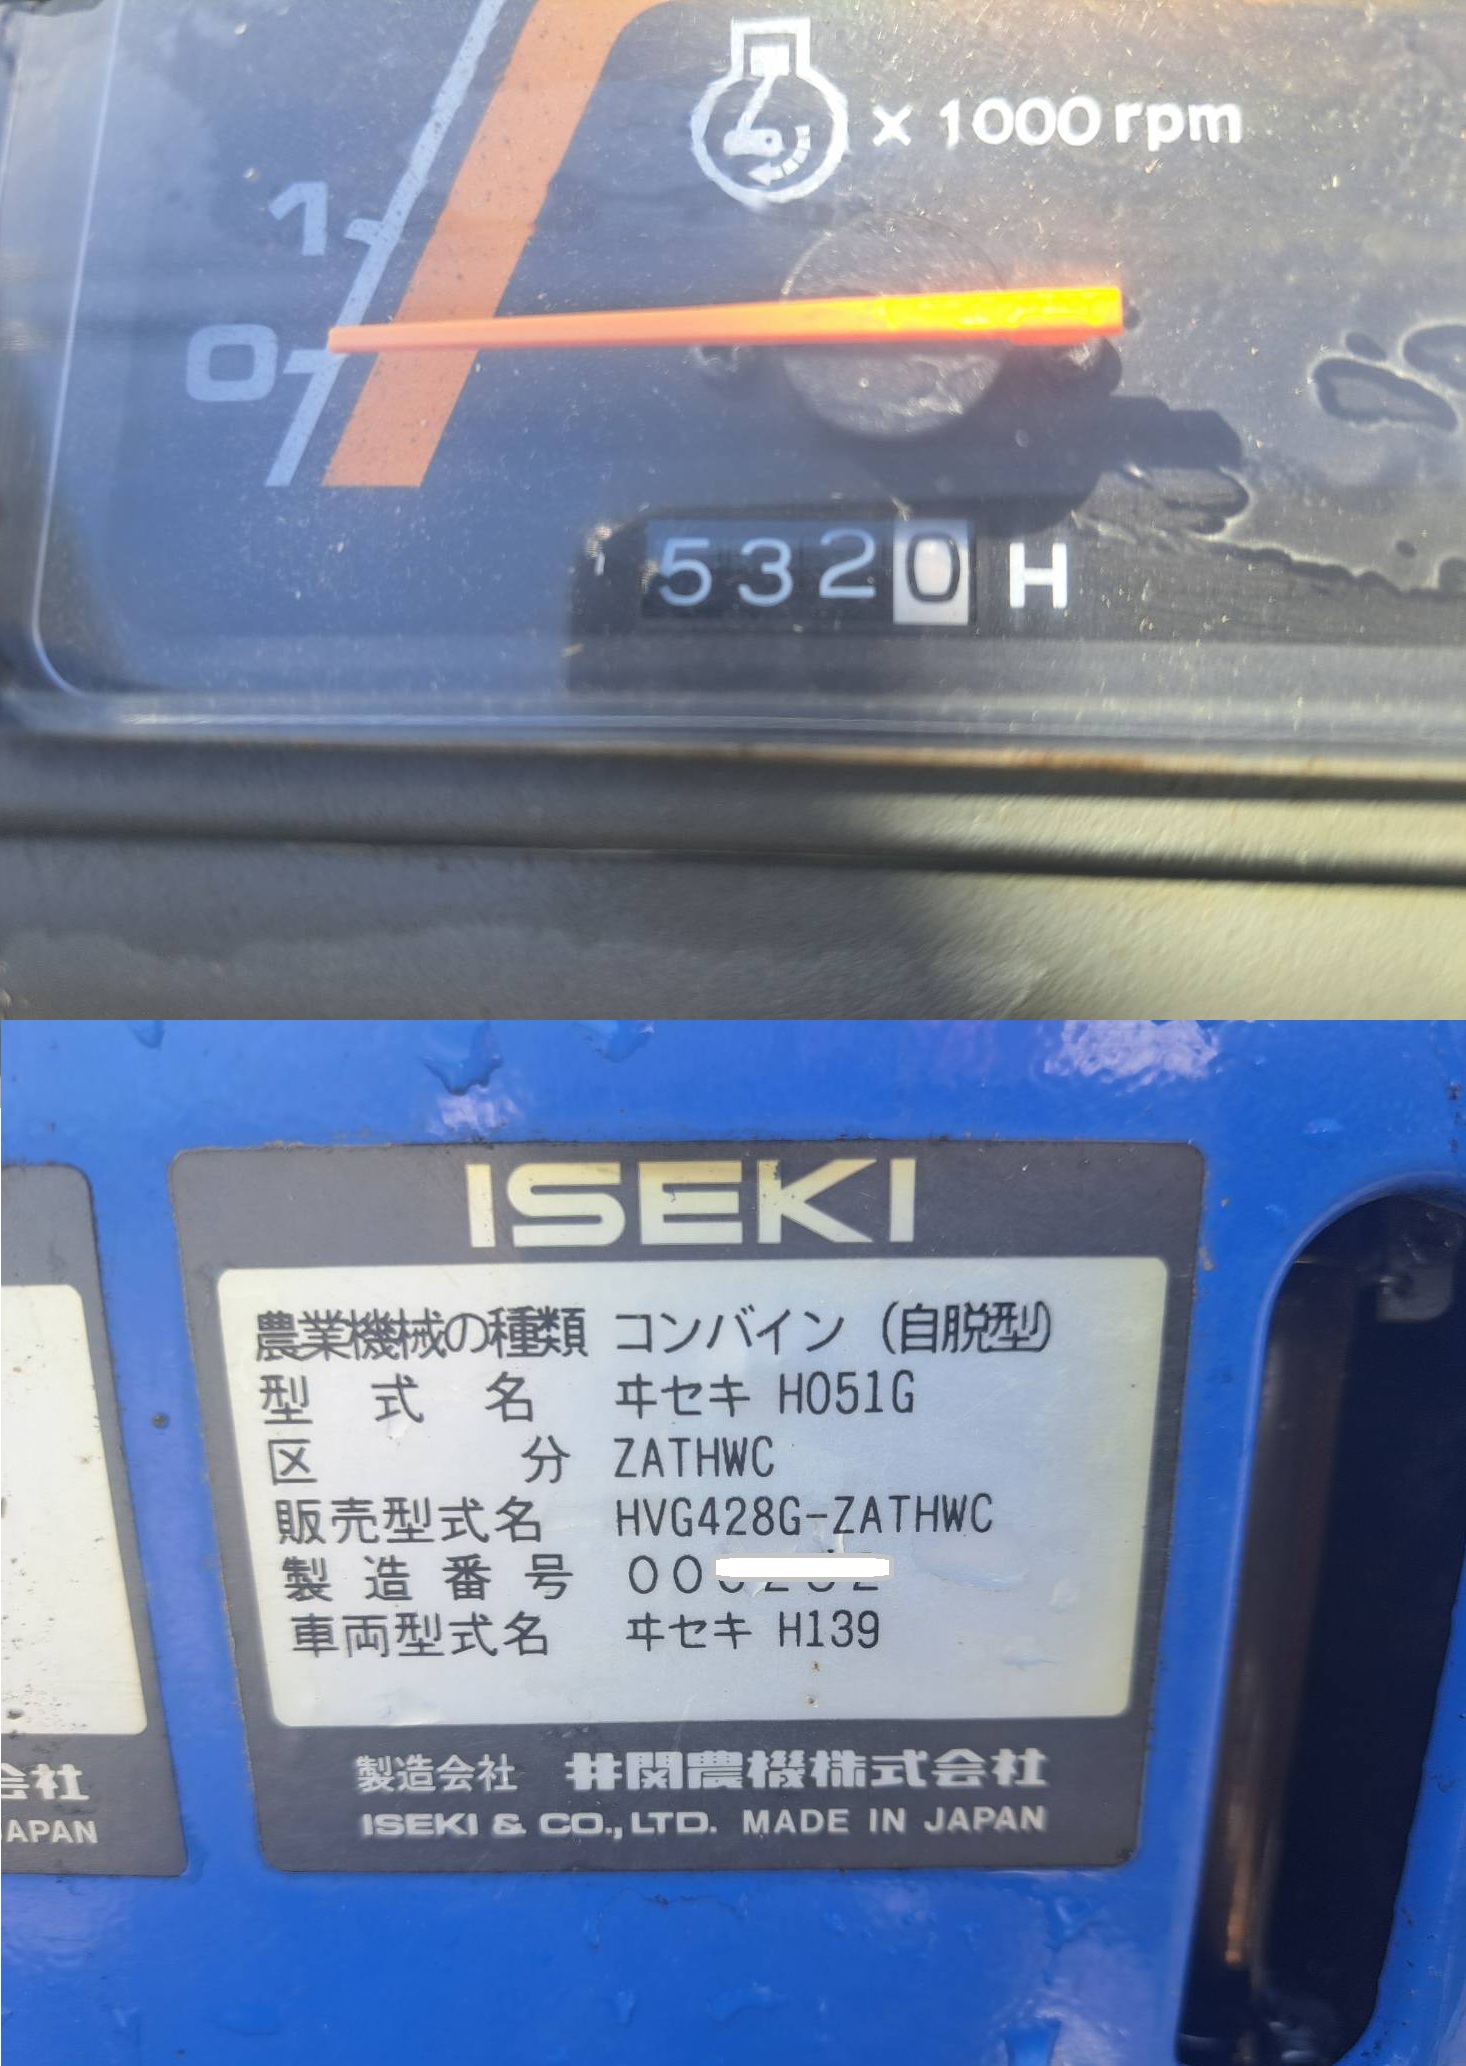 x 1000 rpm
1
0
5320 H
ISEKI
農業機械の種類 コンバイン (自脱型)
型式名 ヰセキ H051G
区分 ZATHWC
販売型式名 HVG428G-ZATHWC
製造番号 00
車両型式名 ヰセキ H139
製造会社 井関農機株式会社
ISEKI & CO., LTD. MADE IN JAPAN
会社
JAPAN